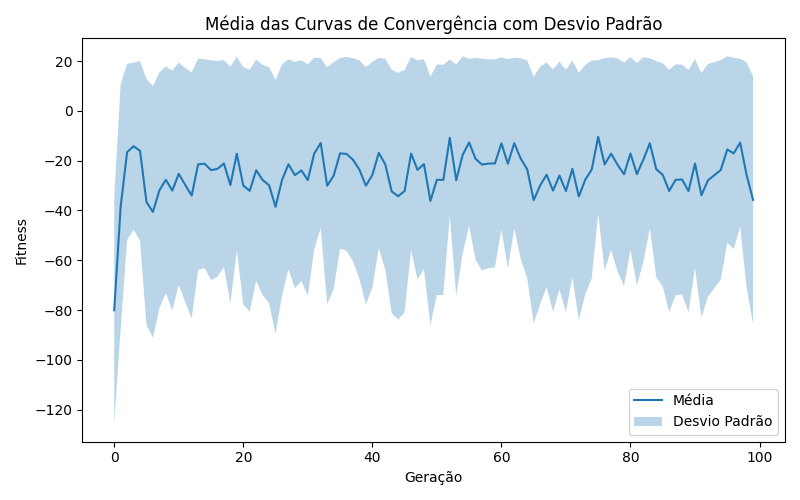 Média das Curvas de Convergência com Desvio Padrão
Fitness
20
0
−20
−40
−60
−80
−100
−120
0 20 40 60 80 100
Geração
Média
Desvio Padrão